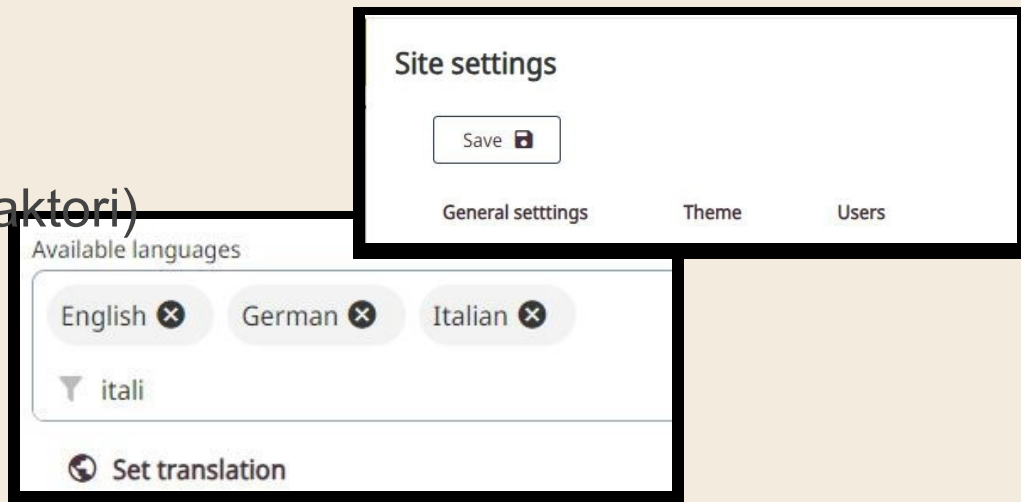 Site settings
Save
General setttings Theme Users
aktori)
Available languages
English German Italian
itali
Set translation